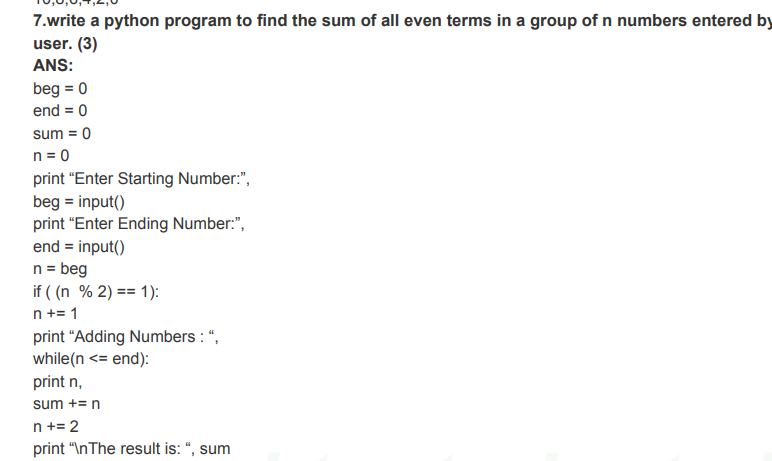 7.write a python program to find the sum of all even terms in a group of n numbers entered by
user. (3)
ANS:
beg = 0
end = 0
sum = 0
n = 0
print “Enter Starting Number:”,
beg = input()
print “Enter Ending Number:”,
end = input()
n = beg
if ( (n  % 2) == 1):
n += 1
print “Adding Numbers : “,
while(n <= end):
print n,
sum += n
n += 2
print “\nThe result is: “, sum